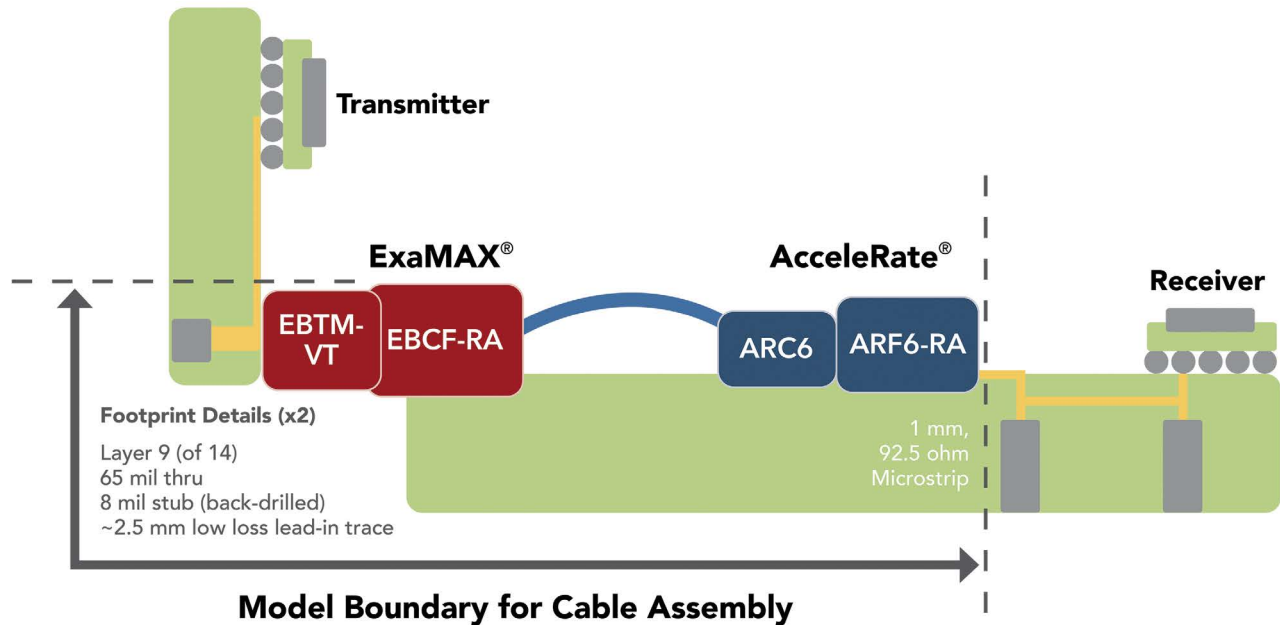 Transmitter
ExaMAX®
AcceleRate®
Receiver
EBTM-
VT
EBCF-RA
ARC6
ARF6-RA
Footprint Details (x2)
Layer 9 (of 14)
65 mil thru
8 mil stub (back-drilled)
~2.5 mm low loss lead-in trace
1 mm,
92.5 ohm
Microstrip
Model Boundary for Cable Assembly